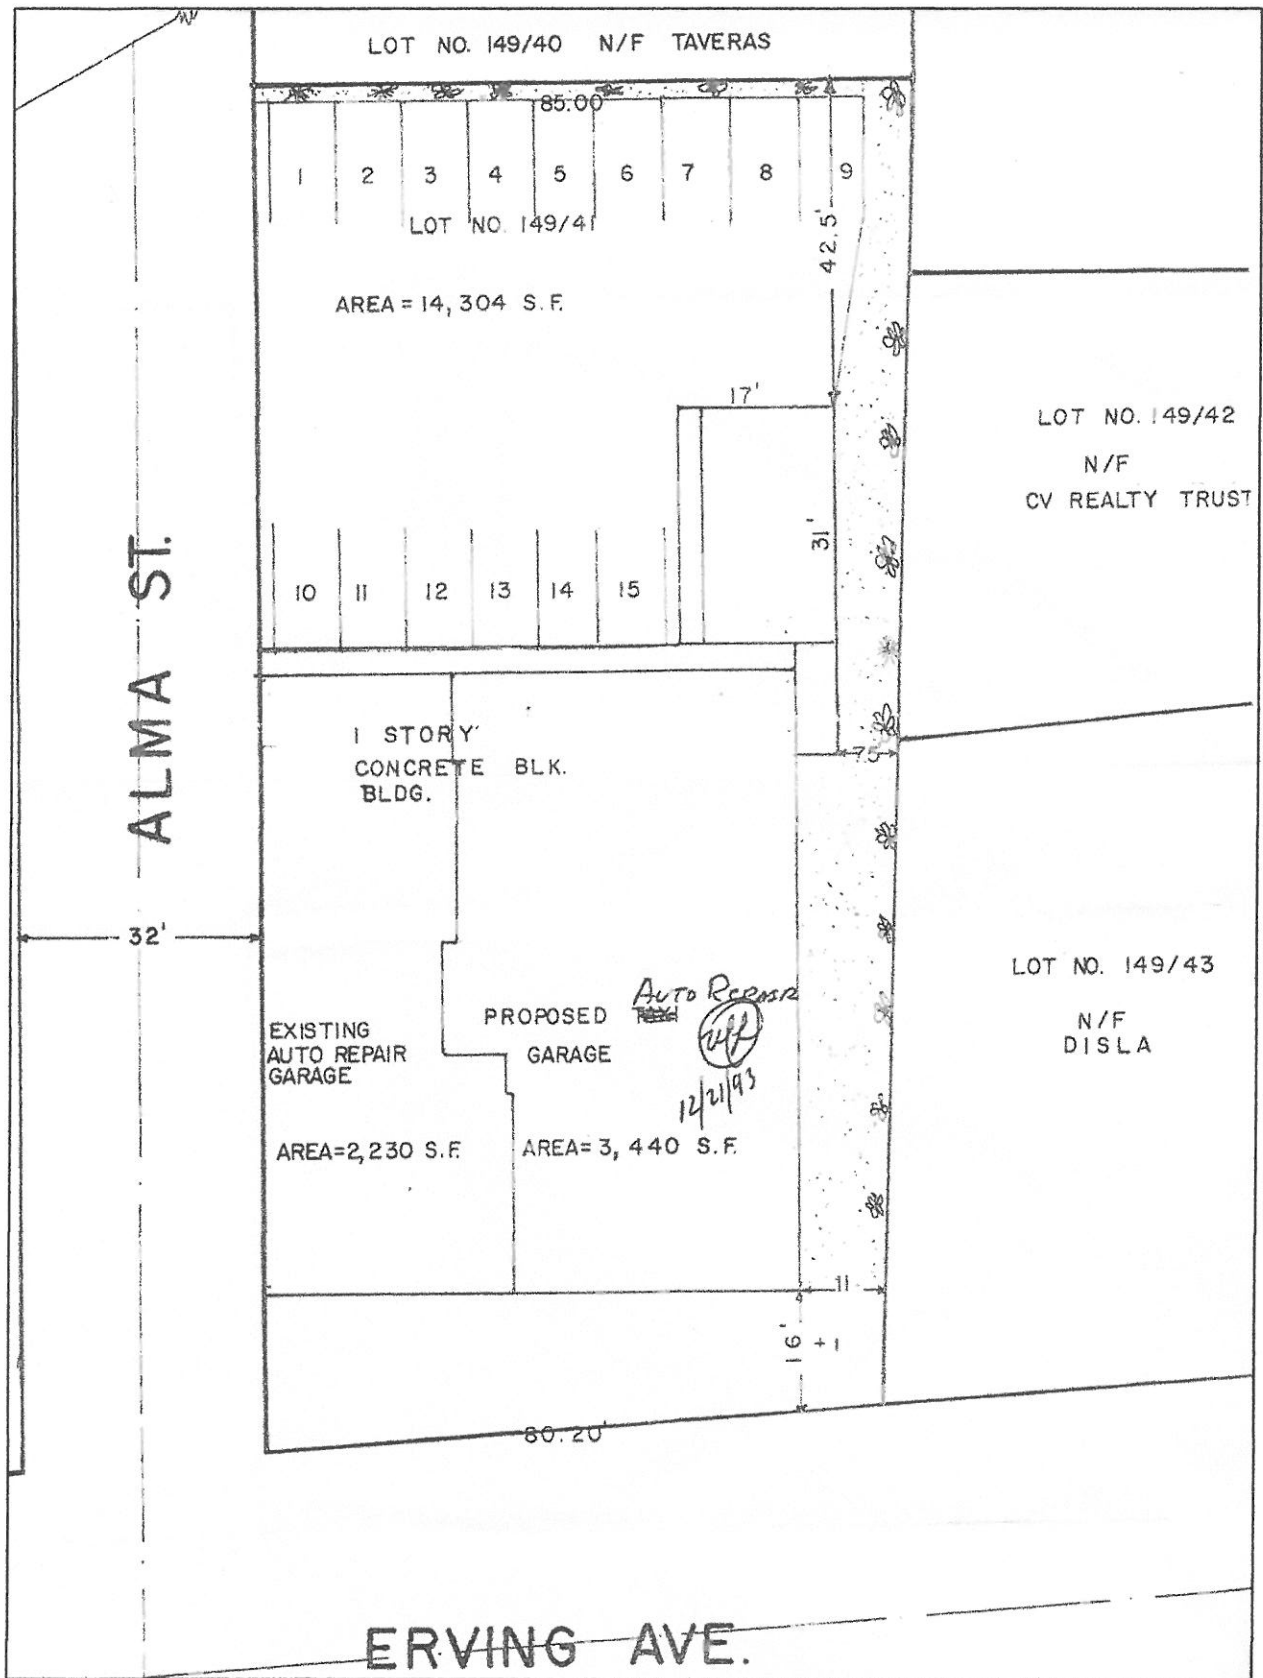 LOT NO. 149/40 N/F TAVERAS
85.00'
1 2 3 4 5 6 7 8 9
LOT NO. 149/41
42.5'
AREA = 14,304 S.F.
17'
LOT NO. 149/42
N/F
CV REALTY TRUST
31'
ALMA ST.
10 11 12 13 14 15
1 STORY
CONCRETE BLK.
BLDG.
7.5
32'
LOT NO. 149/43
N/F
DISLA
AUTO REPAIR
PROPOSED
GARAGE
EXISTING
AUTO REPAIR
GARAGE
12/21/93
AREA=2,230 S.F.
AREA=3,440 S.F.
11
16'
+1
80.20'
ERVING AVE.